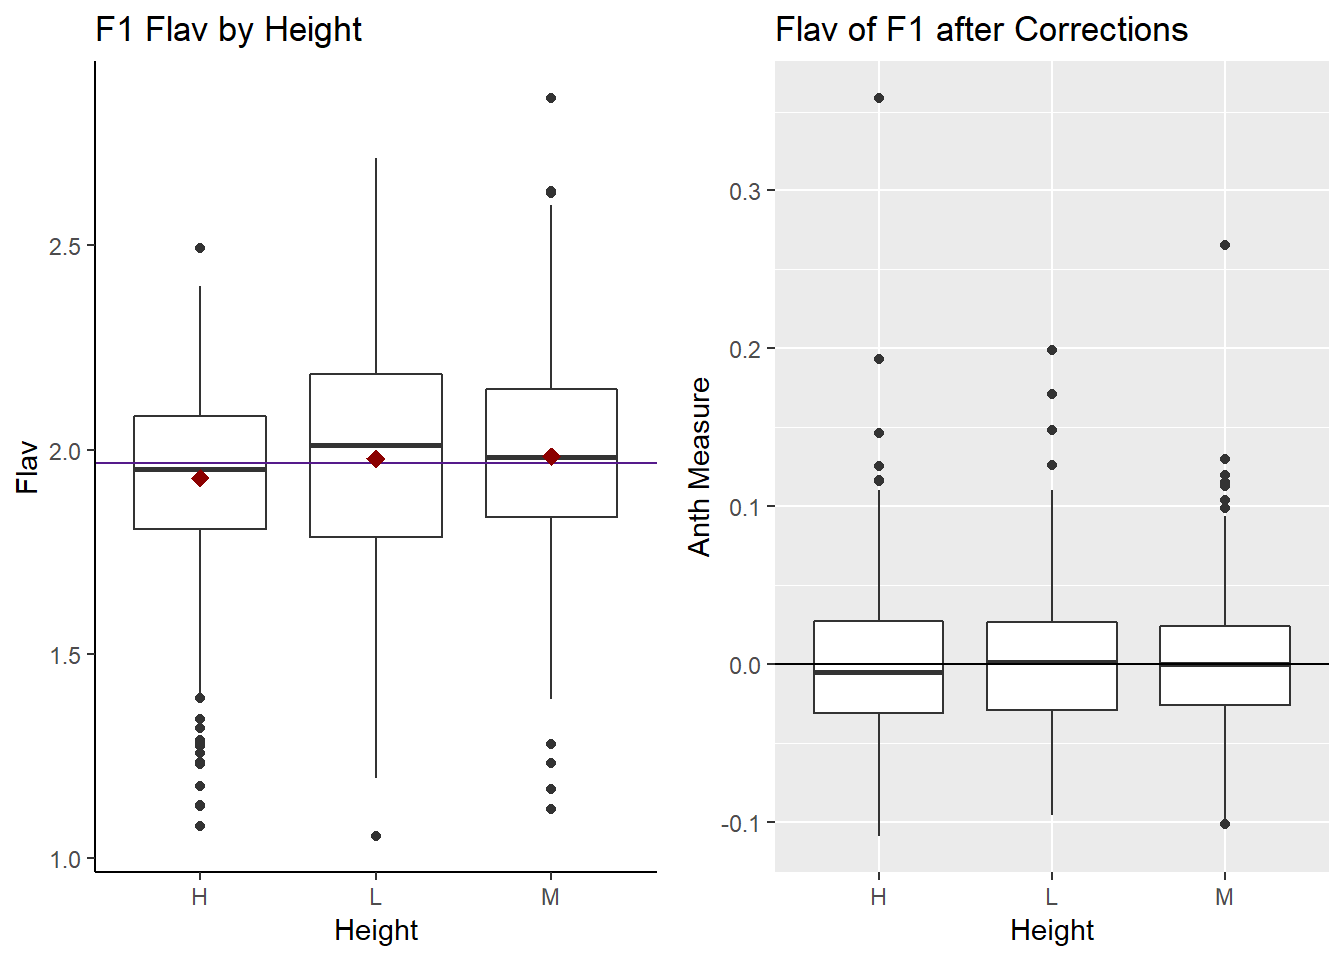 F1 Flav by Height
Flav
2.5
2.0
1.5
1.0
H L M
Height
Flav of F1 after Corrections
Anth Measure
0.3
0.2
0.1
0.0
-0.1
H L M
Height